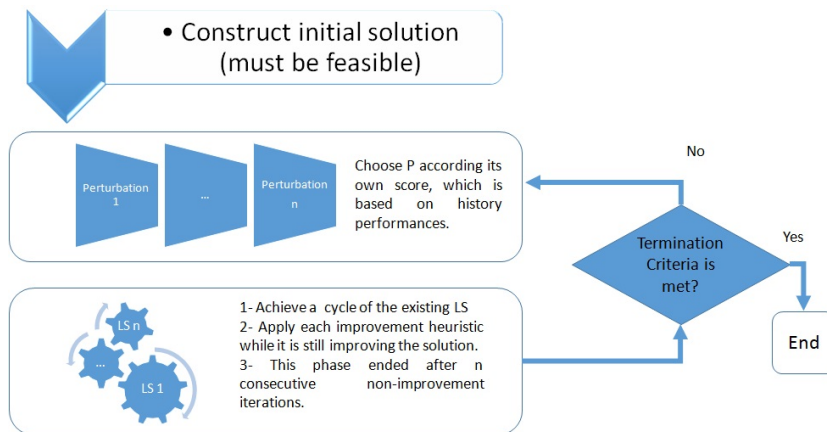 • Construct initial solution
(must be feasible)
Perturbation
1
...
Perturbation
n
Choose P according its
own score, which is
based on history
performances.
No
Termination
Criteria is
met?
Yes
End
LS n
...
LS 1
1- Achieve a cycle of the existing LS
2- Apply each improvement heuristic
while it is still improving the solution.
3- This phase ended after n
consecutive non-improvement
iterations.